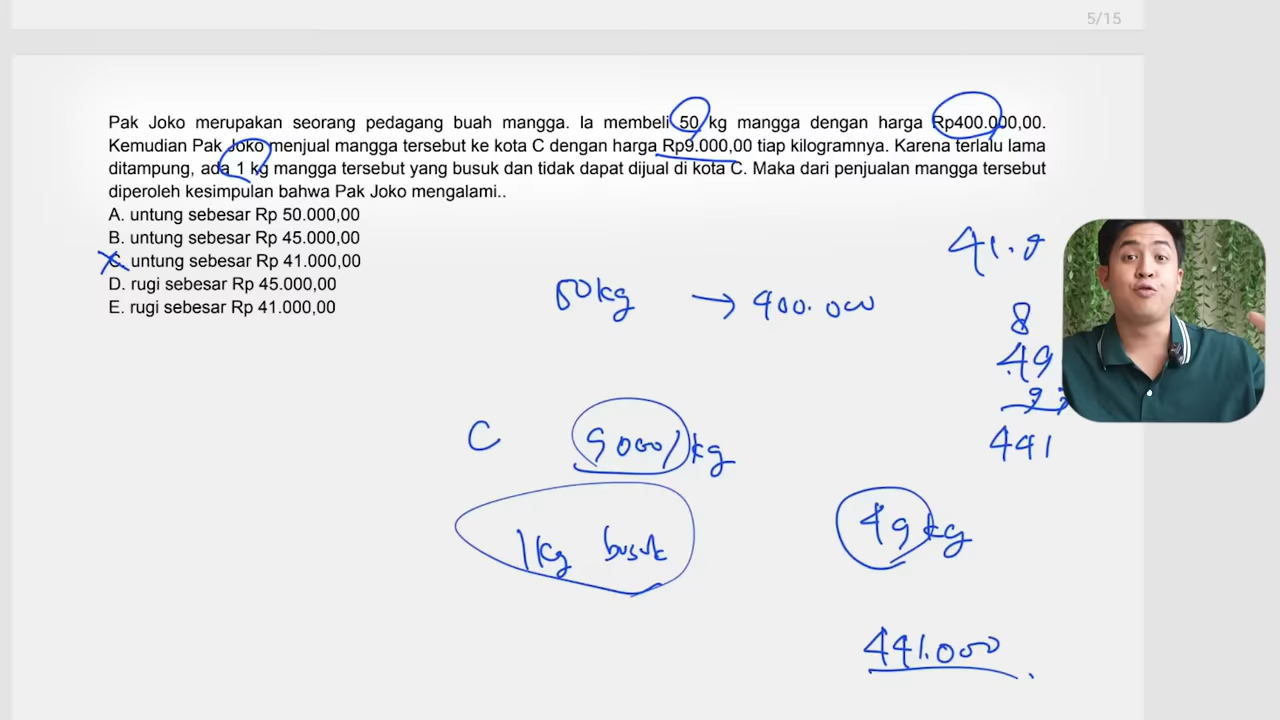 5/15
Pak Joko merupakan seorang pedagang buah mangga. Ia membeli 50 kg mangga dengan harga Rp400.000,00.
Kemudian Pak Joko menjual mangga tersebut ke kota C dengan harga Rp9.000,00 tiap kilogramnya. Karena terlalu lama
ditampung, ada 1 kg mangga tersebut yang busuk dan tidak dapat dijual di kota C. Maka dari penjualan mangga tersebut
diperoleh kesimpulan bahwa Pak Joko mengalami..
A. untung sebesar Rp 50.000,00
B. untung sebesar Rp 45.000,00
C. untung sebesar Rp 41.000,00
D. rugi sebesar Rp 45.000,00
E. rugi sebesar Rp 41.000,00
41.0
50kg → 400.000
8
49
9
441
C 9000/kg
1kg busuk
49kg
441.000